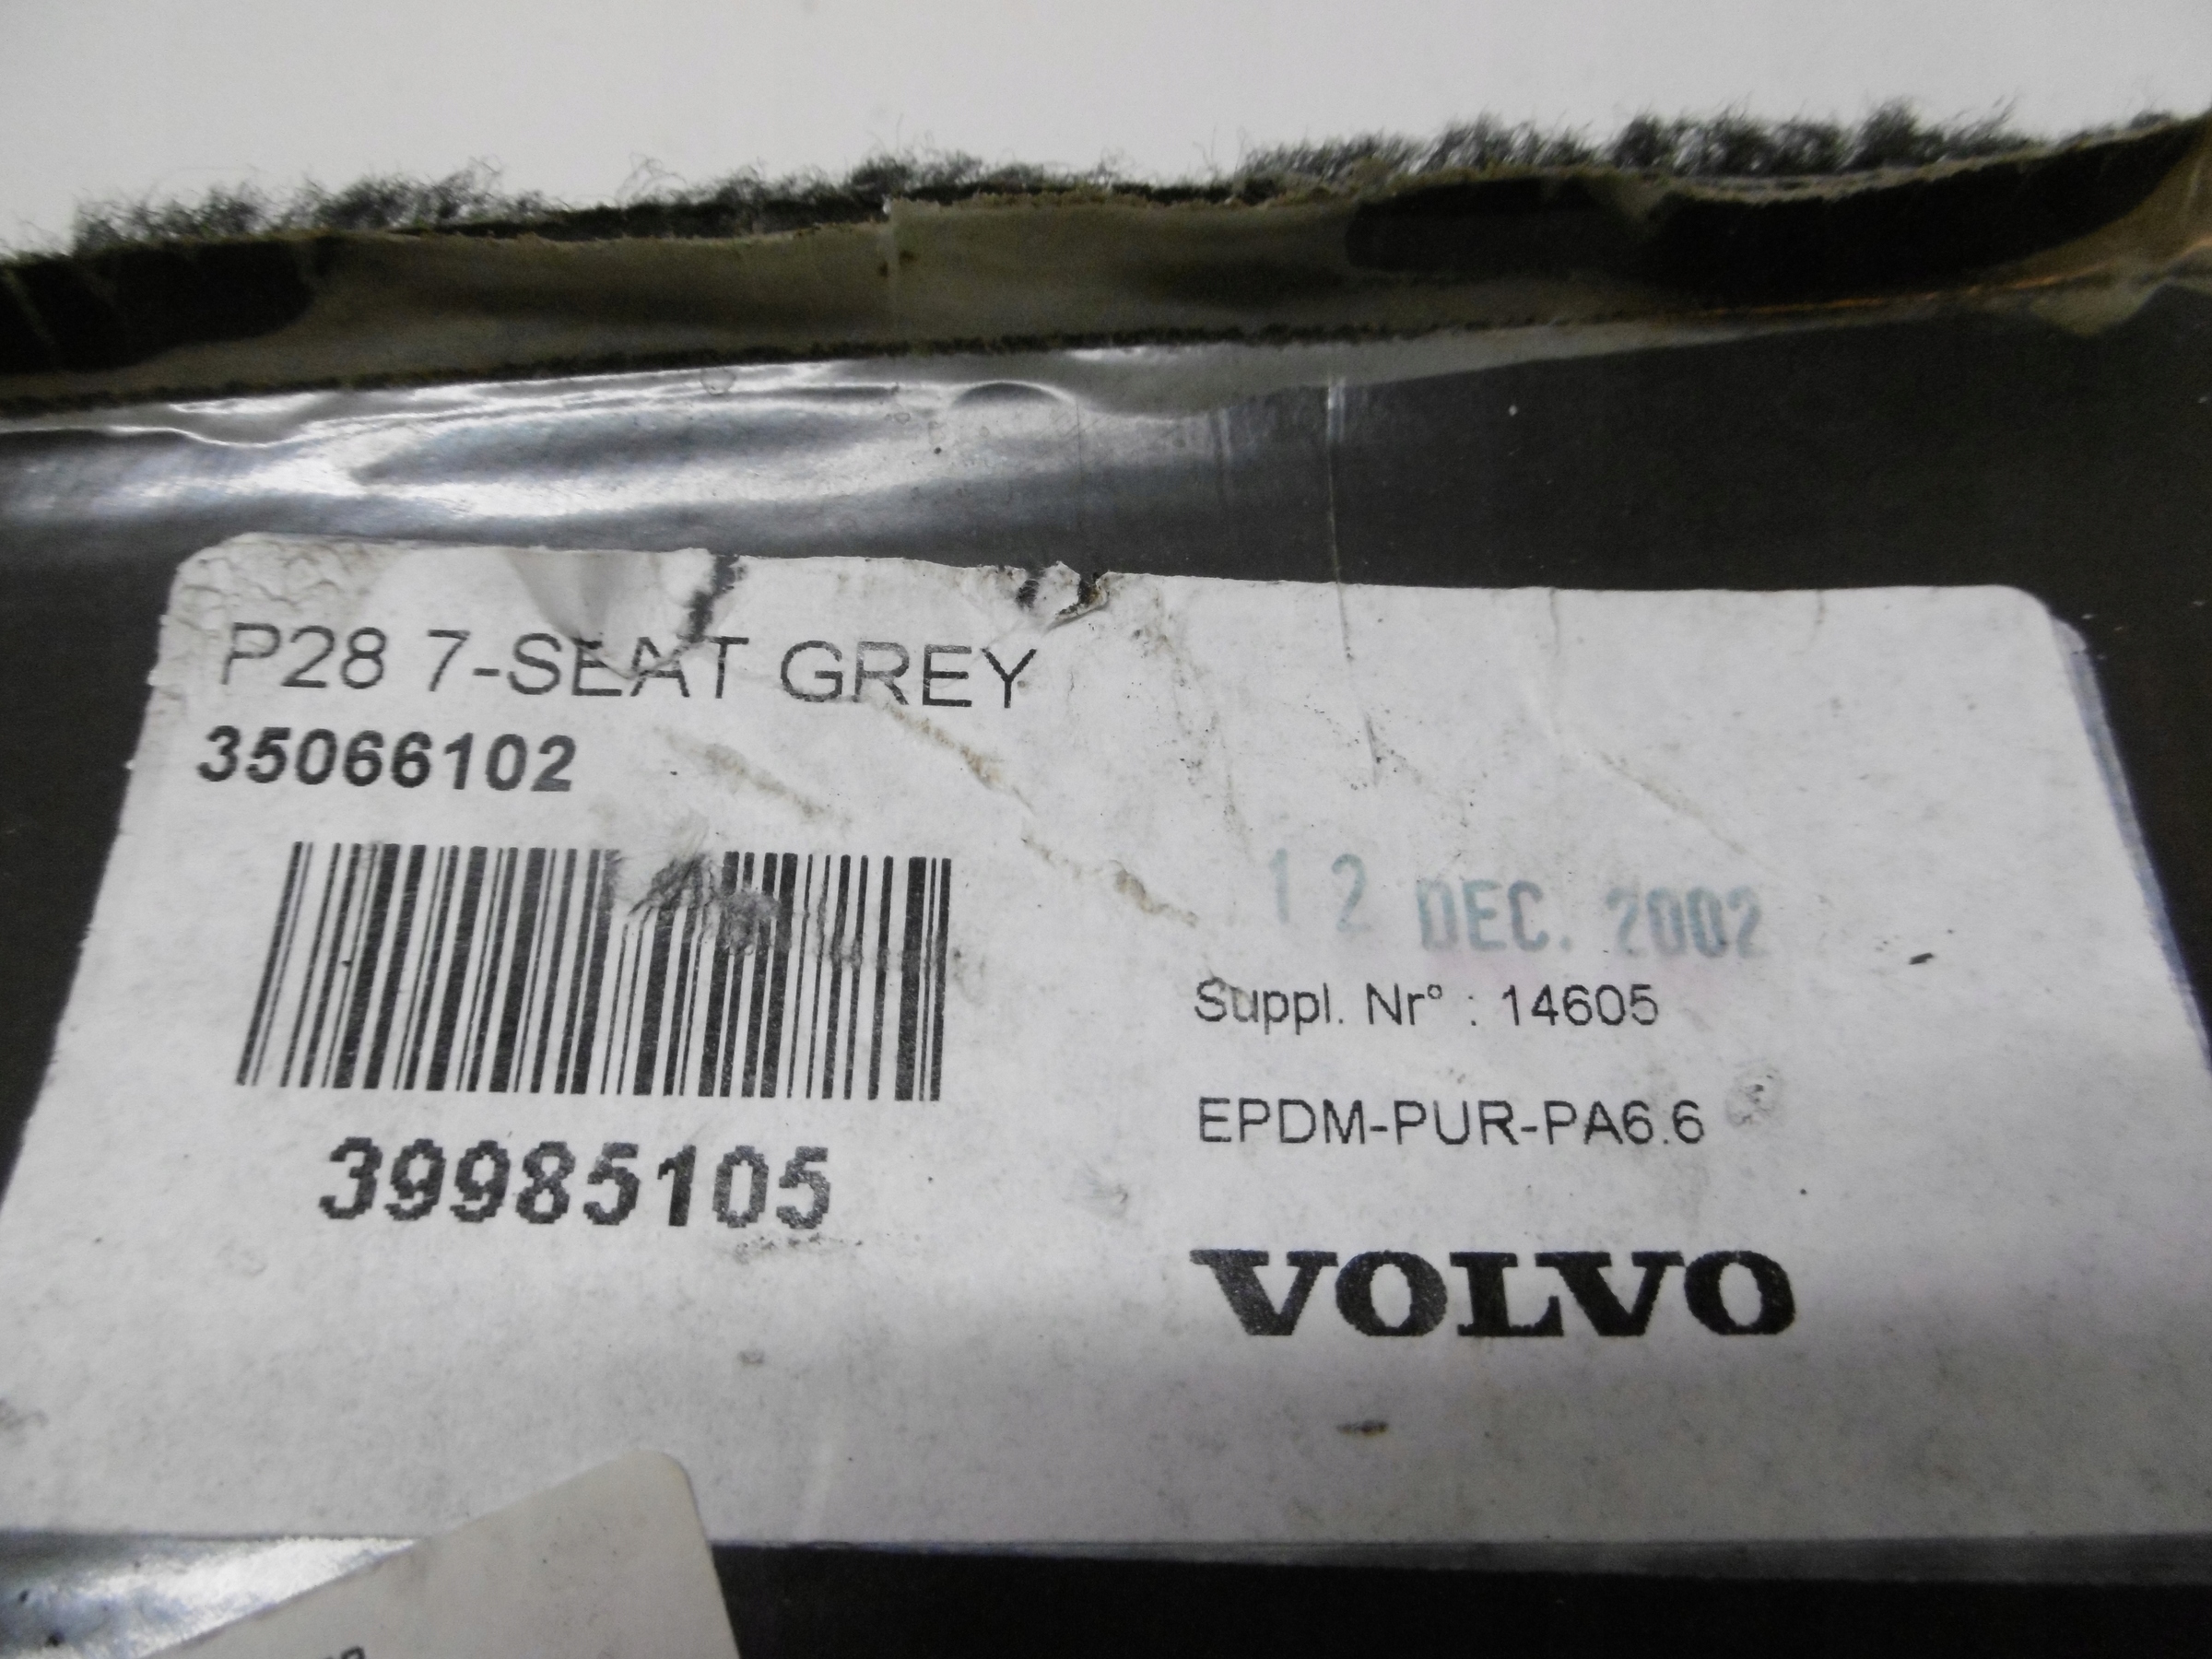 P28 7-SEAT GREY
35066102
39985105
12 DEC. 2002
Suppl. Nr° : 14605
EPDM-PUR-PA6.6
VOLVO